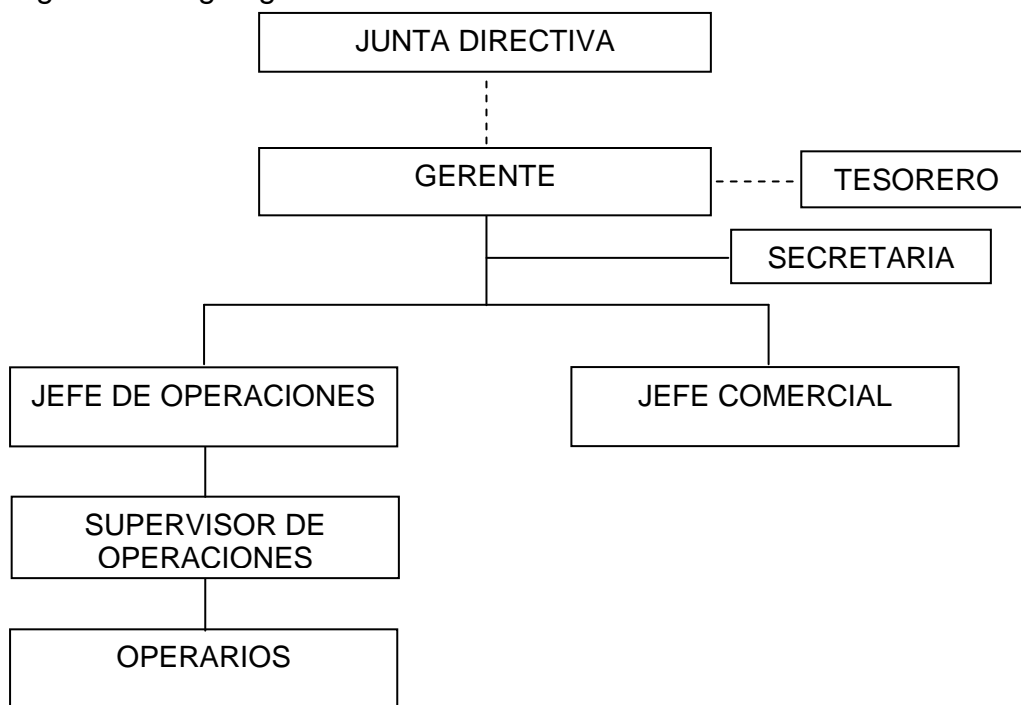 JUNTA DIRECTIVA
GERENTE
TESORERO
SECRETARIA
JEFE DE OPERACIONES
JEFE COMERCIAL
SUPERVISOR DE
OPERACIONES
OPERARIOS